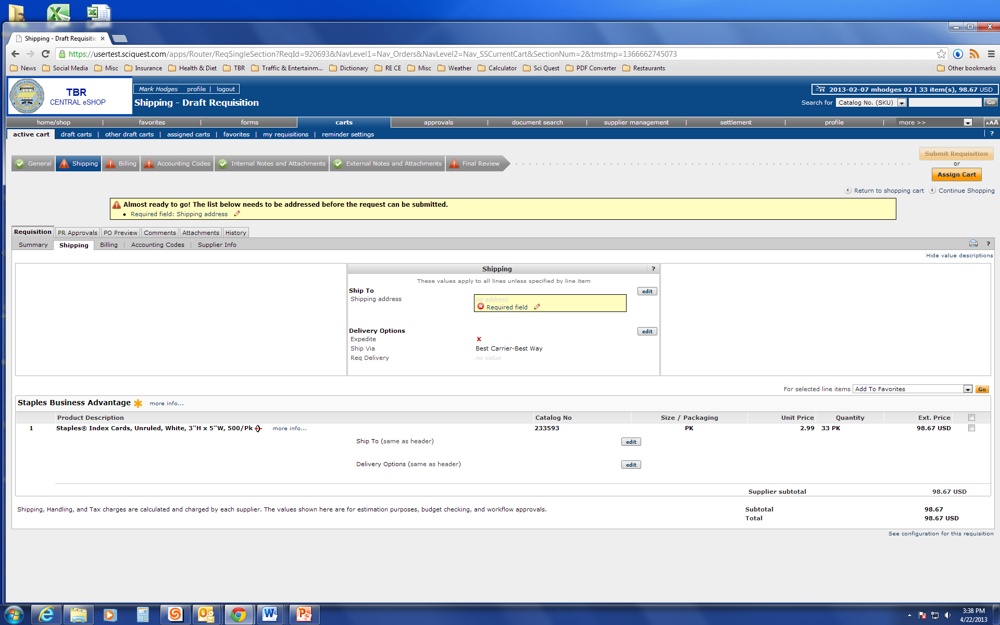 Shipping - Draft Requisitic
https://usertest.sciquest.com/apps/Router/ReqSingleSection?ReqId=920693&NavLevel1=Nav_Orders&NavLevel2=Nav_SSCurrentCart&SectionNum=2&tmstmp=1366662745073
News Social Media Misc Insurance Health & Diet TBR Traffic & Entertainm... Dictionary RE CE Misc Weather Calculator Sci Quest PDF Converter Restaurants Other bookmarks
TBR
CENTRAL eSHOP
Mark Hodges profile | logout
2013-02-07 mhodges 02 | 33 item(s), 98.67 USD
Shipping - Draft Requisition
Search for Catalog No. (SKU) Go
home/shop | favorites | forms carts approvals | document search | supplier management | settlement | profile | more >> AAA
active cart draft carts | other draft carts | assigned carts | favorites | my requisitions | reminder settings | ?
General Shipping Billing Accounting Codes Internal Notes and Attachments External Notes and Attachments Final Review
Submit Requisition
or
Assign Cart
Return to shopping cart Continue Shopping
Almost ready to go! The list below needs to be addressed before the request can be submitted.
• Required field: Shipping address
Requisition PR Approvals PO Preview Comments Attachments History
Summary Shipping Billing | Accounting Codes | Supplier Info ?
Hide value descriptions
Shipping ?
These values apply to all lines unless specified by line item
Ship To edit
Shipping address no address
Required field
Delivery Options edit
Expedite
Ship Via Best Carrier-Best Way
Req Delivery no value
For selected line items Add To Favorites Go
Staples Business Advantage more info...
Product Description Catalog No Size / Packaging Unit Price Quantity Ext. Price
1 Staples® Index Cards, Unruled, White, 3"H x 5"W, 500/Pk more info... 233593 PK 2.99 33 PK 98.67 USD
Ship To (same as header) edit
Delivery Options (same as header) edit
Supplier subtotal 98.67 USD
Shipping, Handling, and Tax charges are calculated and charged by each supplier. The values shown here are for estimation purposes, budget checking, and workflow approvals.
Subtotal 98.67
Total 98.67 USD
See configuration for this requisition
3:38 PM
4/22/2013